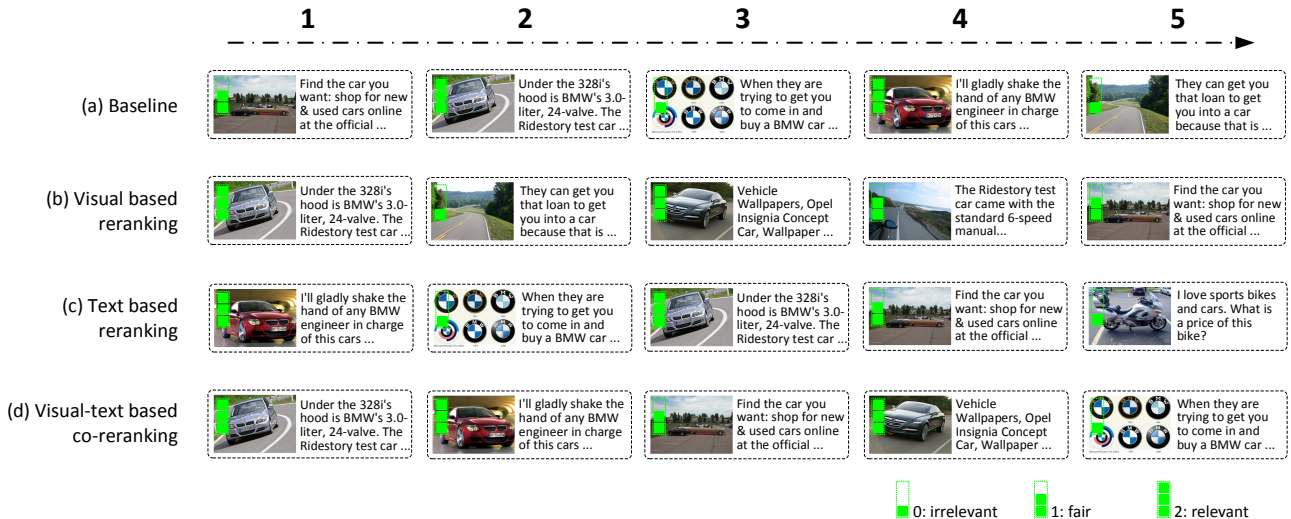 1 2 3 4 5
(a) Baseline
Find the car you
want: shop for new
& used cars online
at the official ...
Under the 328i's
hood is BMW's 3.0-
liter, 24-valve. The
Ridestory test car ...
When they are
trying to get you
to come in and
buy a BMW car ...
I'll gladly shake the
hand of any BMW
engineer in charge
of this cars ...
They can get you
that loan to get
you into a car
because that is ...
(b) Visual based
reranking
Under the 328i's
hood is BMW's 3.0-
liter, 24-valve. The
Ridestory test car ...
They can get you
that loan to get
you into a car
because that is ...
Vehicle
Wallpapers, Opel
Insignia Concept
Car, Wallpaper ...
The Ridestory test
car came with the
standard 6-speed
manual...
Find the car you
want: shop for new
& used cars online
at the official ...
(c) Text based
reranking
I'll gladly shake the
hand of any BMW
engineer in charge
of this cars ...
When they are
trying to get you
to come in and
buy a BMW car ...
Under the 328i's
hood is BMW's 3.0-
liter, 24-valve. The
Ridestory test car ...
Find the car you
want: shop for new
& used cars online
at the official ...
I love sports bikes
and cars. What is
a price of this
bike?
(d) Visual-text based
co-reranking
Under the 328i's
hood is BMW's 3.0-
liter, 24-valve. The
Ridestory test car ...
I'll gladly shake the
hand of any BMW
engineer in charge
of this cars ...
Find the car you
want: shop for new
& used cars online
at the official ...
Vehicle
Wallpapers, Opel
Insignia Concept
Car, Wallpaper ...
When they are
trying to get you
to come in and
buy a BMW car ...
0: irrelevant
1: fair
2: relevant